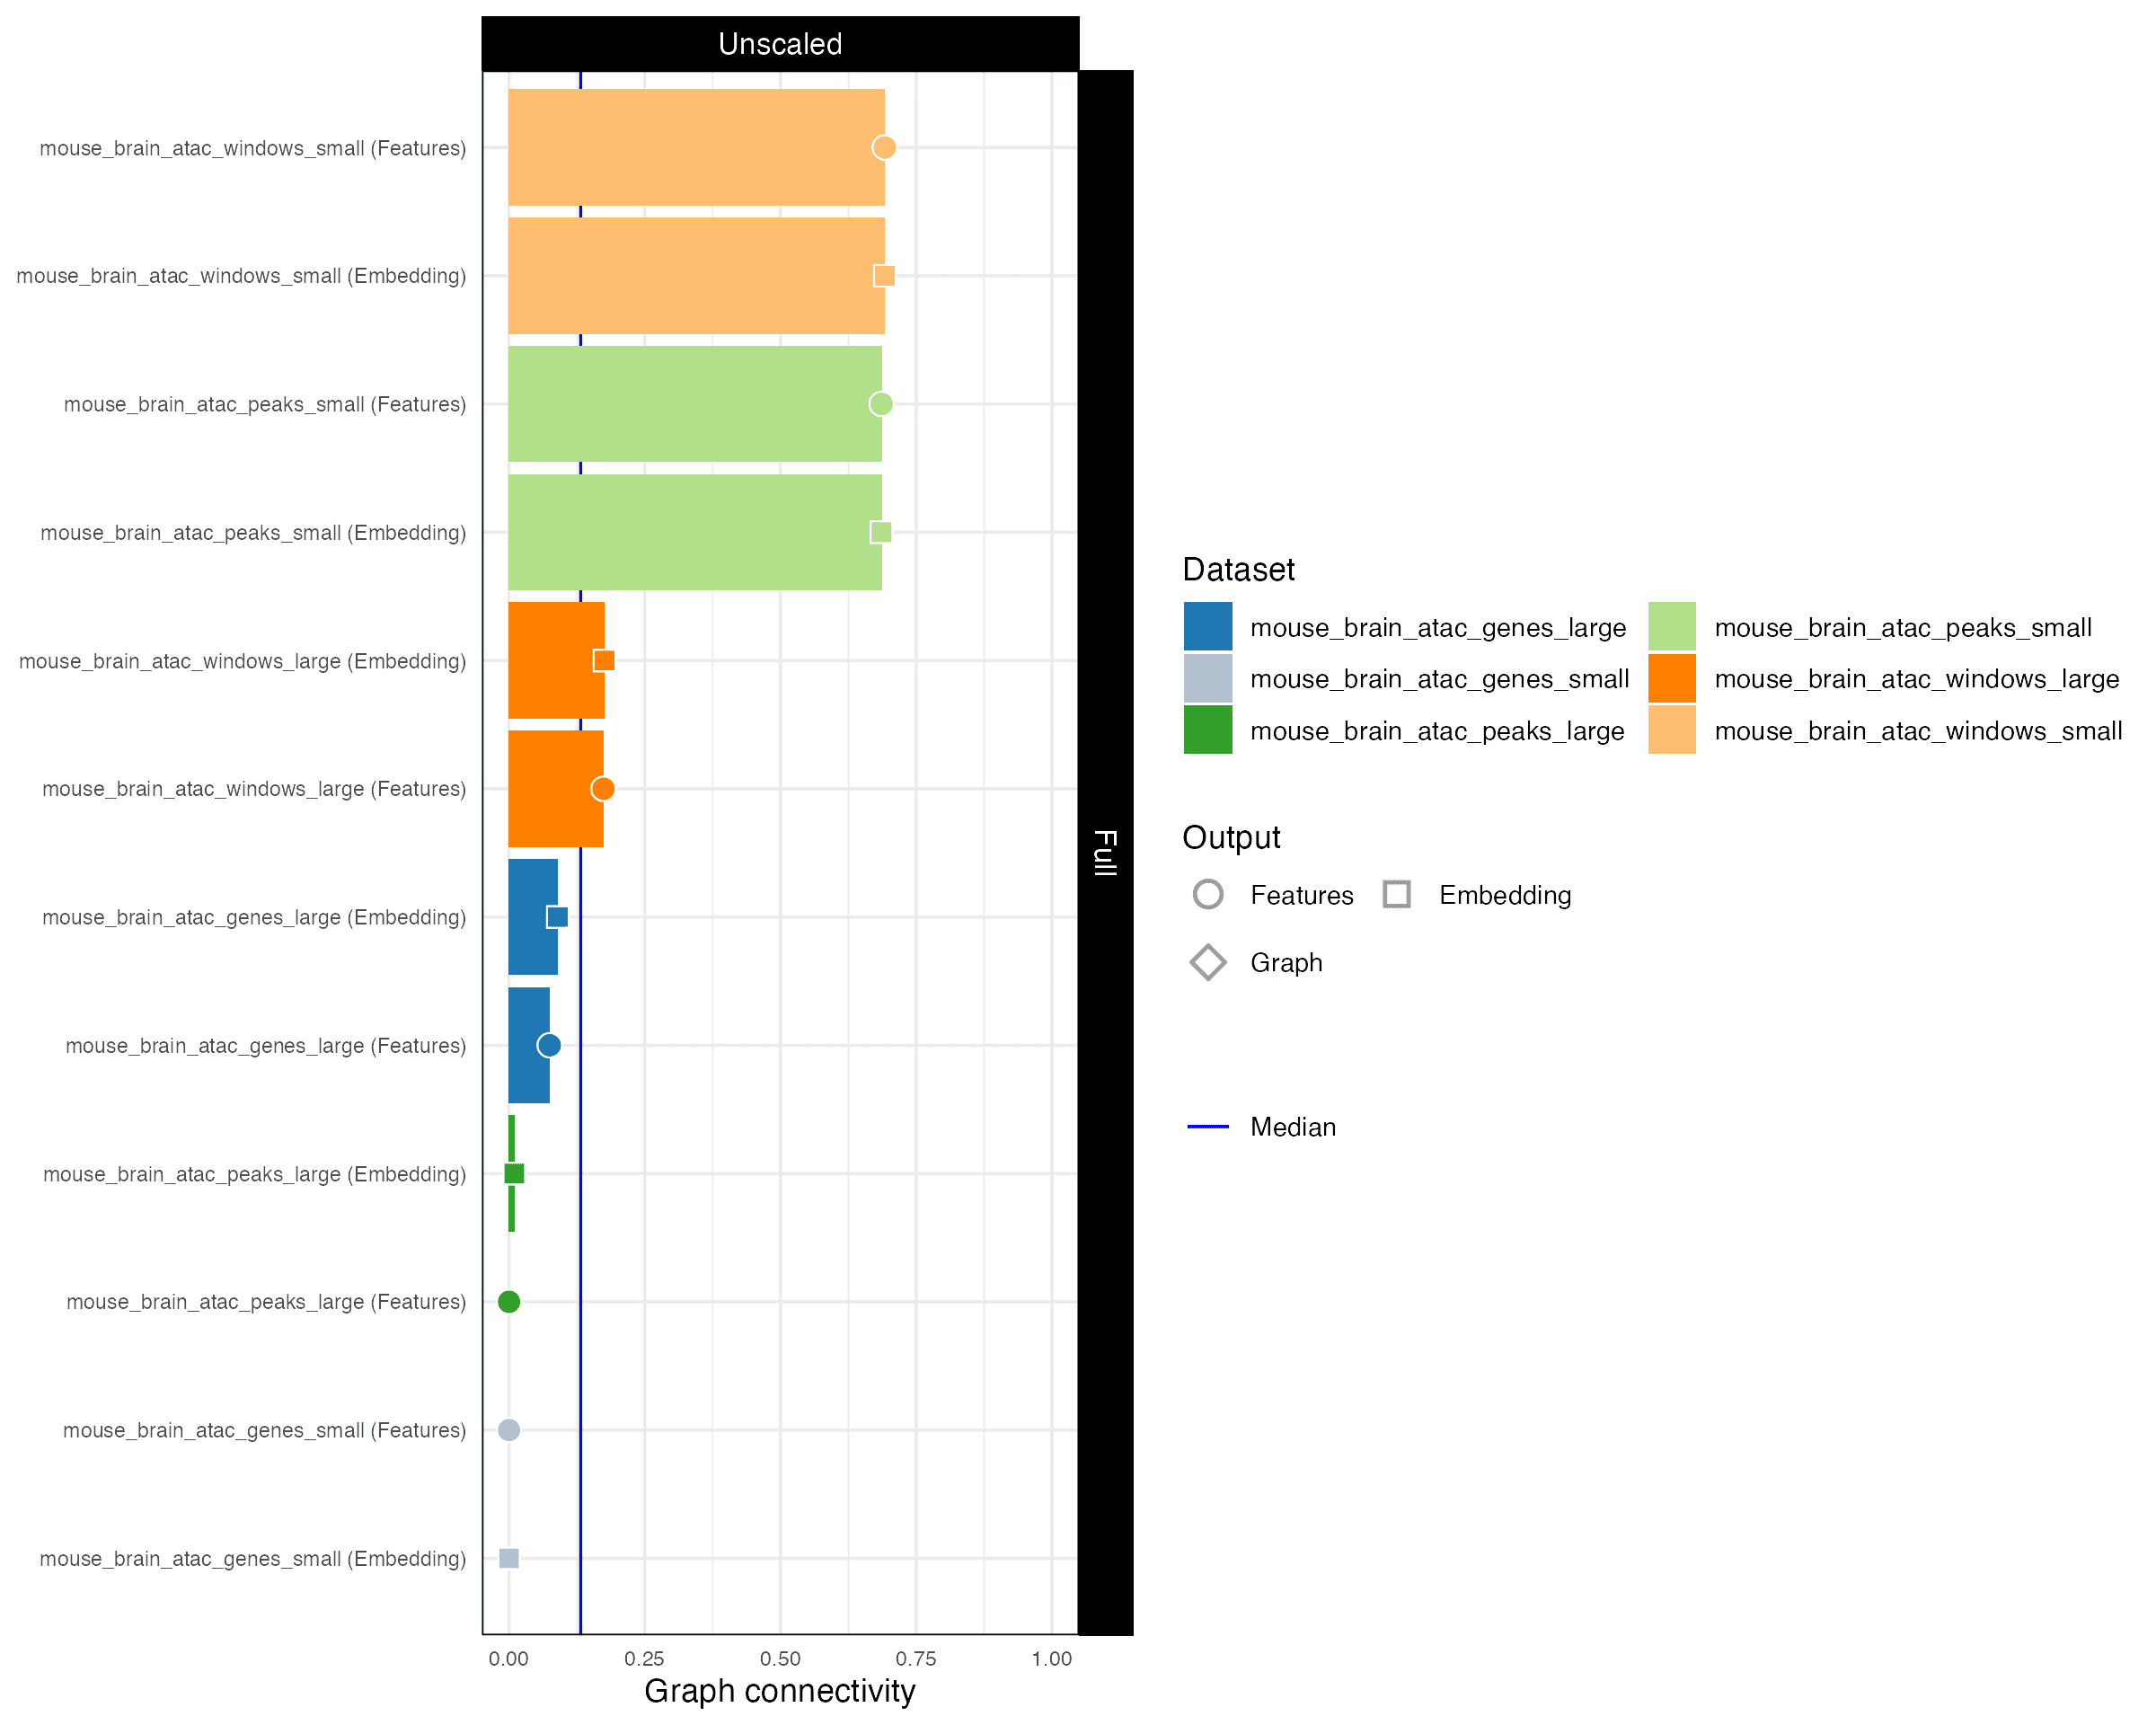 Unscaled
mouse_brain_atac_windows_small (Features)
mouse_brain_atac_windows_small (Embedding)
mouse_brain_atac_peaks_small (Features)
mouse_brain_atac_peaks_small (Embedding)
mouse_brain_atac_windows_large (Embedding)
mouse_brain_atac_windows_large (Features)
mouse_brain_atac_genes_large (Embedding)
mouse_brain_atac_genes_large (Features)
mouse_brain_atac_peaks_large (Embedding)
mouse_brain_atac_peaks_large (Features)
mouse_brain_atac_genes_small (Features)
mouse_brain_atac_genes_small (Embedding)
0.00 0.25 0.50 0.75 1.00
Graph connectivity
Full
Dataset
mouse_brain_atac_genes_large mouse_brain_atac_peaks_small
mouse_brain_atac_genes_small mouse_brain_atac_windows_large
mouse_brain_atac_peaks_large mouse_brain_atac_windows_small
Output
Features Embedding
Graph
Median